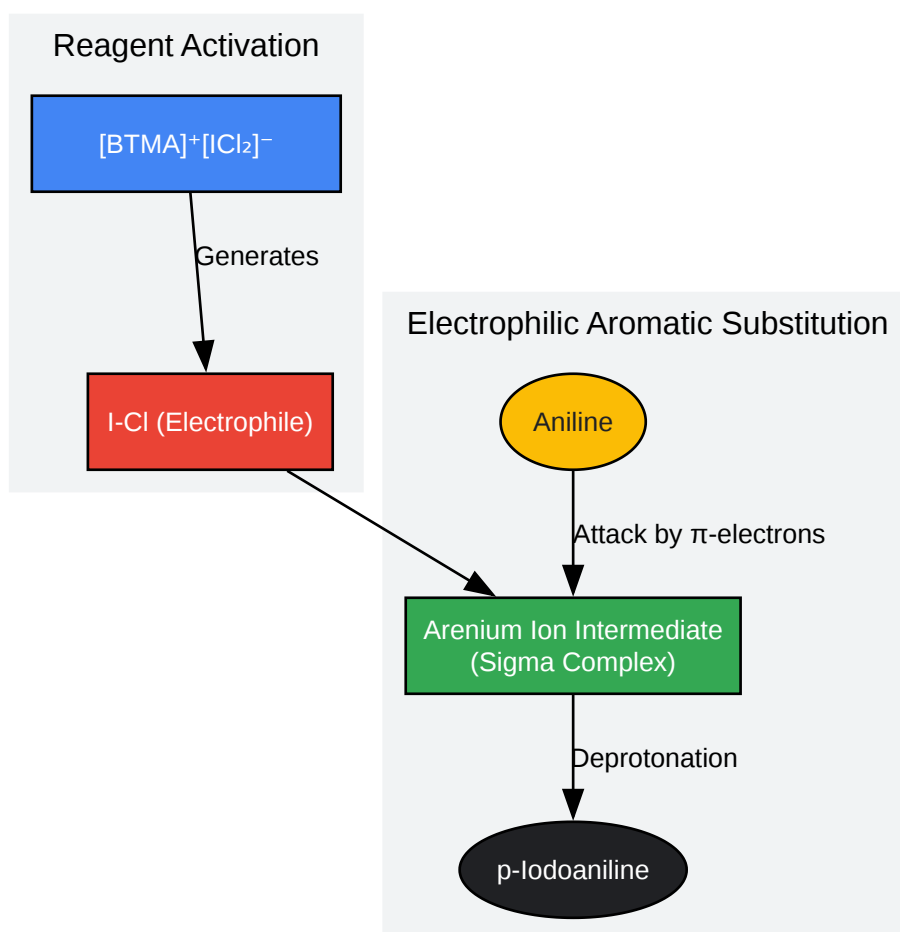 Reagent Activation
[BTMA]⁺[ICl₂]⁻
Generates
I-Cl (Electrophile)
Electrophilic Aromatic Substitution
Aniline
Attack by π-electrons
Arenium Ion Intermediate
(Sigma Complex)
Deprotonation
p-Iodoaniline